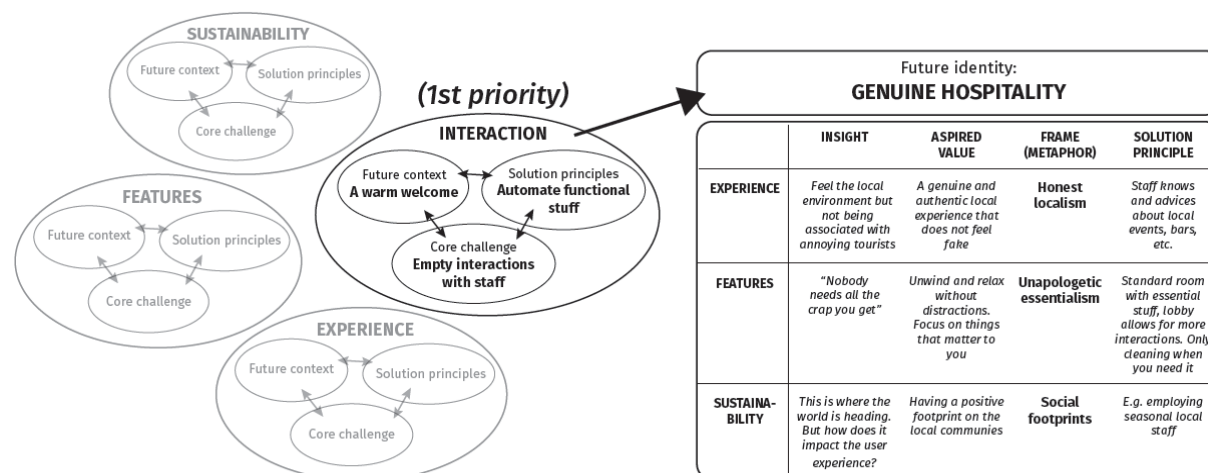 SUSTAINABILITY
Future context
Solution principles
Core challenge
FEATURES
Future context
Solution principles
Core challenge
EXPERIENCE
Future context
Solution principles
Core challenge
(1st priority)
INTERACTION
Future context
A warm welcome
Solution principles
Automate functional
stuff
Core challenge
Empty interactions
with staff
Future identity:
GENUINE HOSPITALITY
INSIGHT
ASPIRED
VALUE
FRAME
(METAPHOR)
SOLUTION
PRINCIPLE
EXPERIENCE
Feel the local
environment but
not being
associated with
annoying tourists
A genuine and
authentic local
experience that
does not feel
fake
Honest
localism
Staff knows
and advices
about local
events, bars,
etc.
FEATURES
“Nobody
needs all the
crap you get”
Unwind and relax
without
distractions.
Focus on things
that matter to
you
Unapologetic
essentialism
Standard room
with essential
stuff, lobby
allows for more
interactions. Only
cleaning when
you need it
SUSTAINA-
BILITY
This is where the
world is heading.
But how does it
impact the user
experience?
Having a positive
footprint on the
local communies
Social
footprints
E.g. employing
seasonal local
staff